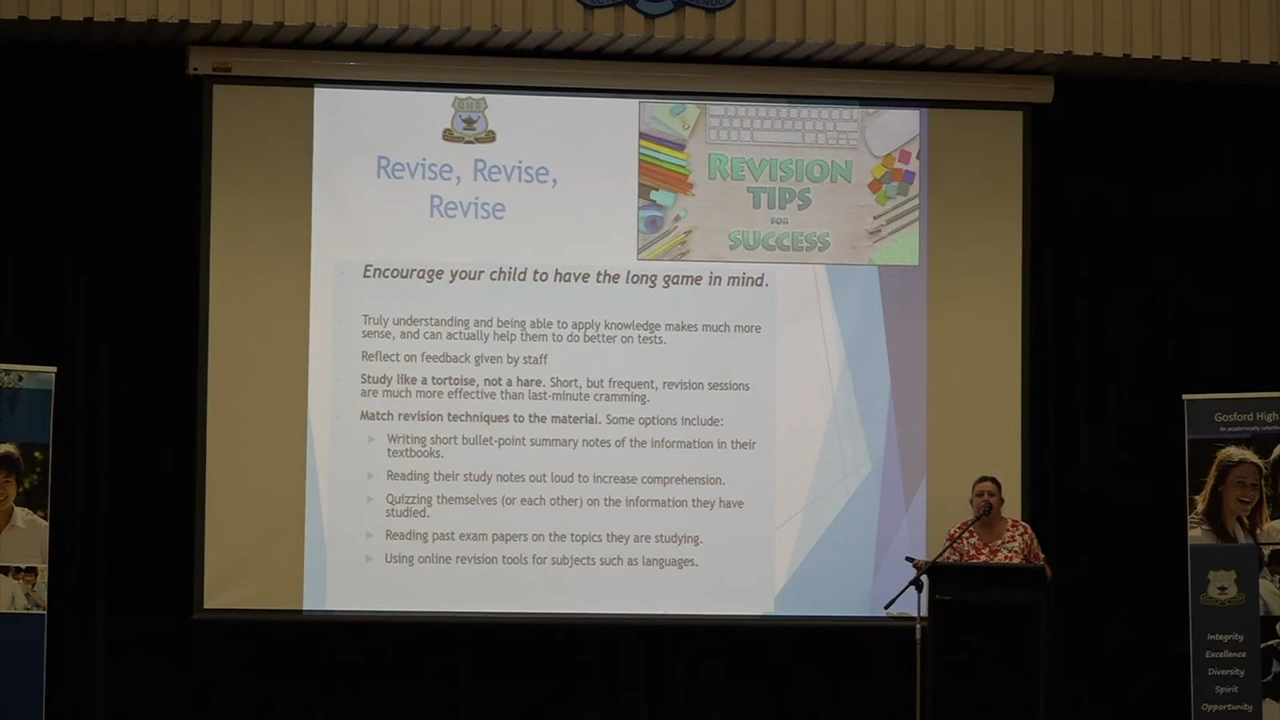 GHS
Revise, Revise,
Revise
REVISION
TIPS
FOR
SUCCESS
Encourage your child to have the long game in mind.
Truly understanding and being able to apply knowledge makes much more
sense, and can actually help them to do better on tests.
Reflect on feedback given by staff
Study like a tortoise, not a hare. Short, but frequent, revision sessions
are much more effective than last-minute cramming.
Match revision techniques to the material. Some options include:
Writing short bullet-point summary notes of the information in their
textbooks.
Reading their study notes out loud to increase comprehension.
Quizzing themselves (or each other) on the information they have
studied.
Reading past exam papers on the topics they are studying.
Using online revision tools for subjects such as languages.
Gosford High
An academically
Integrity
Excellence
Diversity
Spirit
Opportunity